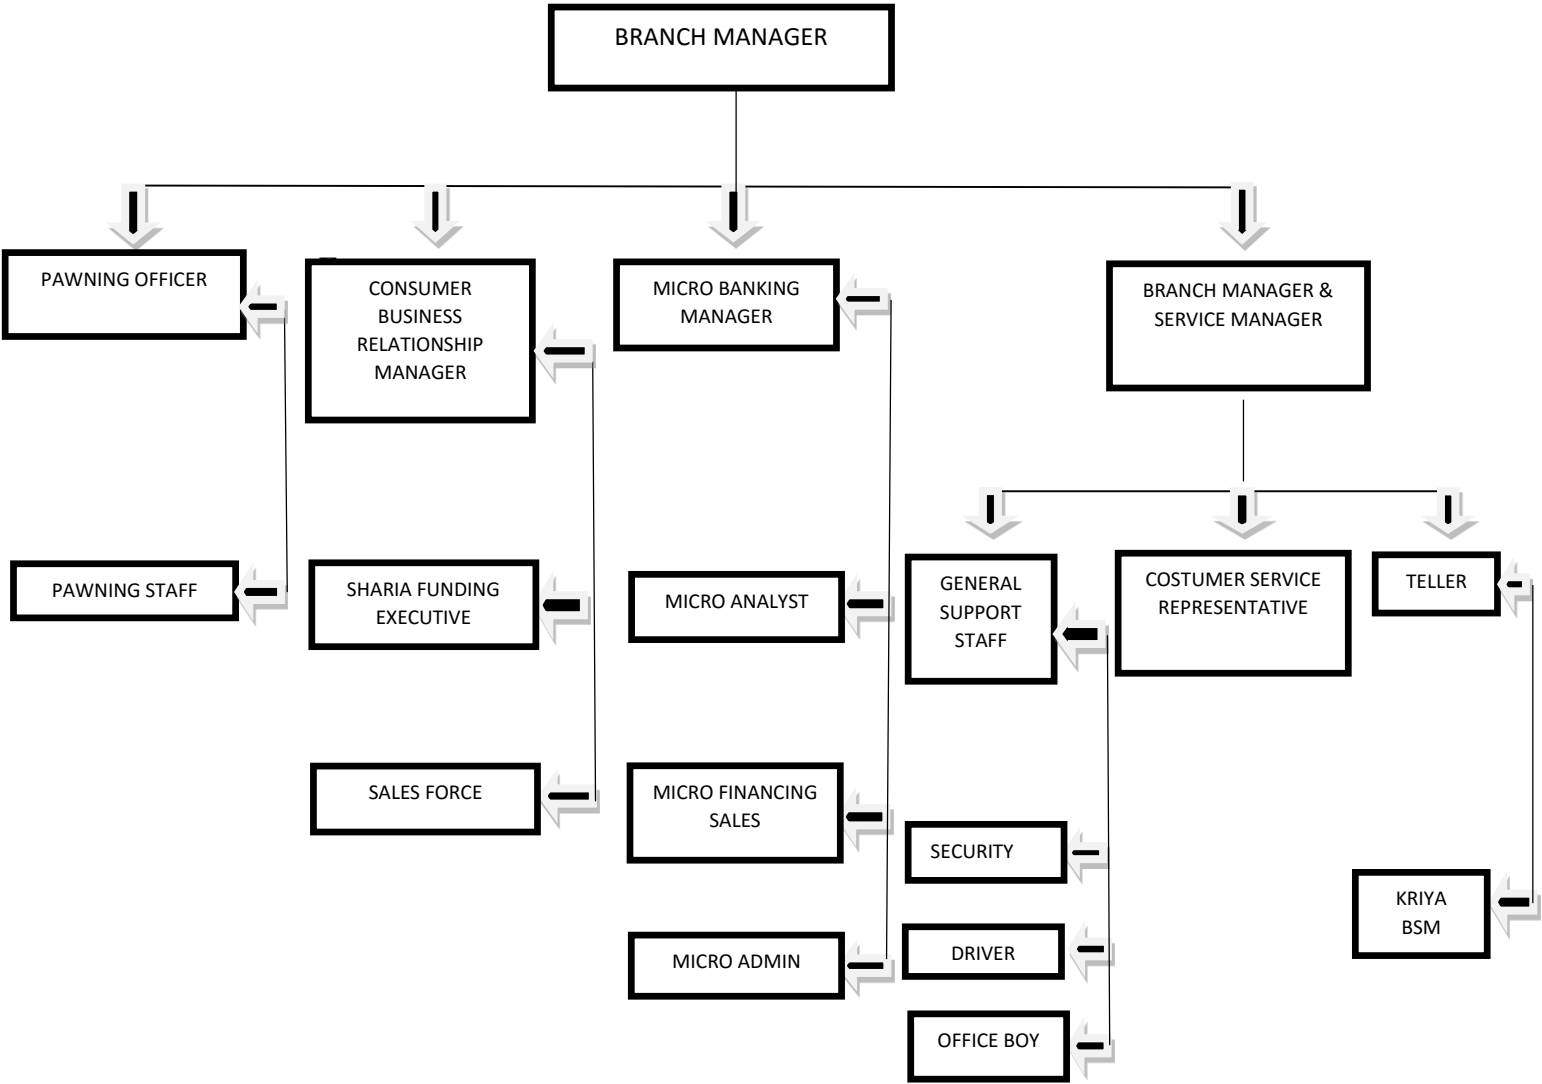 BRANCH MANAGER
PAWNING OFFICER
CONSUMER
BUSINESS
RELATIONSHIP
MANAGER
MICRO BANKING
MANAGER
BRANCH MANAGER &
SERVICE MANAGER
PAWNING STAFF
SHARIA FUNDING
EXECUTIVE
MICRO ANALYST
GENERAL
SUPPORT
STAFF
COSTUMER SERVICE
REPRESENTATIVE
TELLER
SALES FORCE
MICRO FINANCING
SALES
SECURITY
KRIYA
BSM
MICRO ADMIN
DRIVER
OFFICE BOY